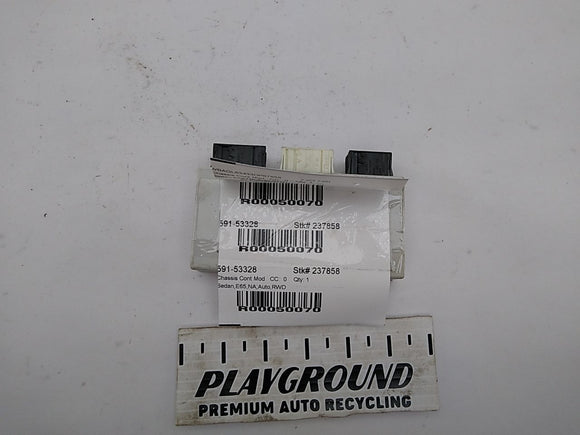 R00050070
591-53328 Stk# 237858
R00050070
591-53328 Stk# 237858
Chassis Cont Mod CC: 0 Qty: 1
Sedan,E65,NA,Auto,RWD
R00050070
PLAYGROUND
PREMIUM AUTO RECYCLING